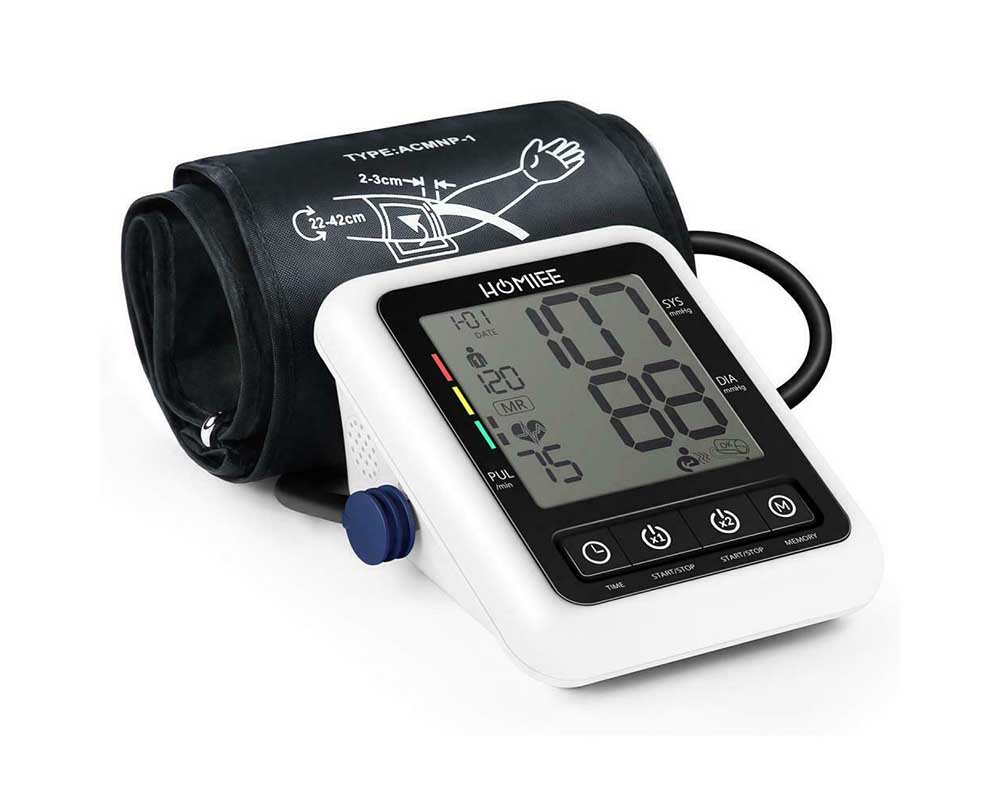 TYPE:ACMNP-1
2-3cm
22-42cm
HOMIEE
1-01
DATE
1
120
MR
75
107
88
OK
SYS
mmHg
DIA
mmHg
PUL
/min
x1
x2
M
TIME
START/STOP
START/STOP
MEMORY